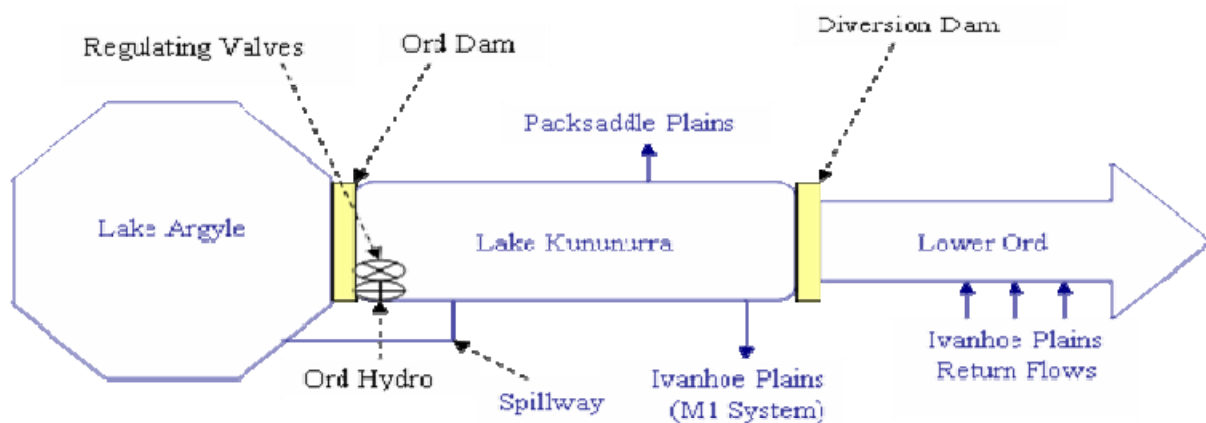 Diversion Dam
Regulating Valves
Ord Dam
Packsaddle Plains
Lake Argyle
Lake Kununurra
Lower Ord
Ord Hydro
Spillway
Ivanhoe Plains
(M1 System)
Ivanhoe Plains
Return Flows